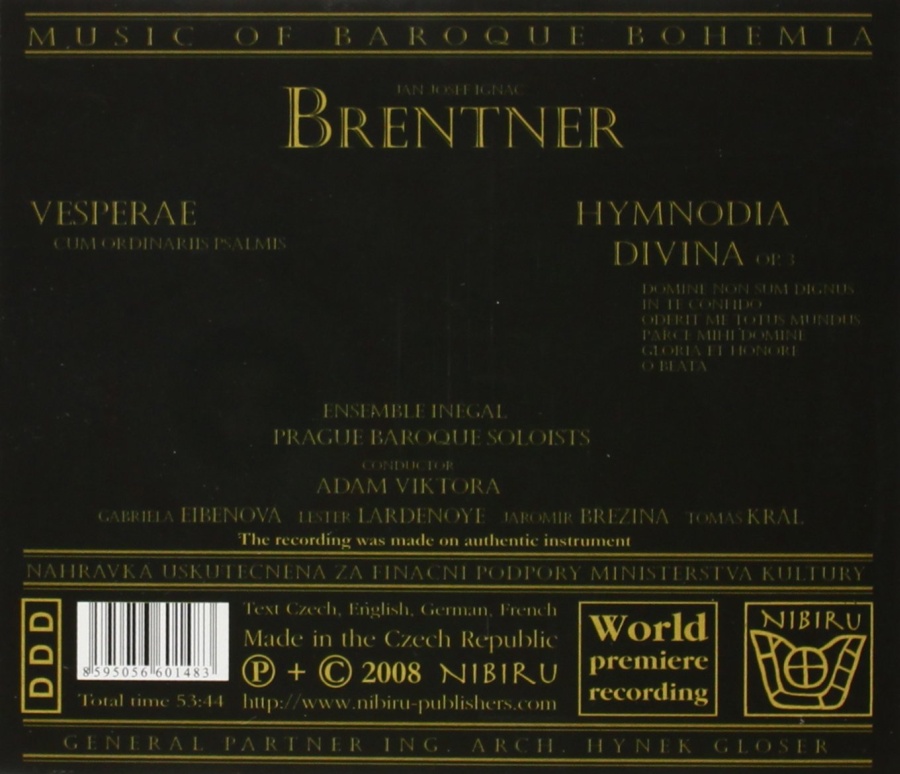 MUSIC OF BAROQUE BOHEMIA
JAN JOSEF IGNAC
BRENTNER
VESPERAE
CUM ORDINARIIS PSALMIS
HYMNODIA
DIVINA OP. 3
DOMINE NON SUM DIGNUS
IN TE CONFIDO
ODERIT ME TOTUS MUNDUS
PARCE MIHI DOMINE
GLORIA ET HONORE
O BEATA
ENSEMBLE INEGAL
PRAGUE BAROQUE SOLOISTS
CONDUCTOR
ADAM VIKTORA
GABRIELA EIBENOVA LESTER LARDENOYE JAROMIR BREZINA TOMAS KRAL
The recording was made on authentic instrument
NAHRAVKA USKUTECNENA ZA FINACNI PODPORY MINISTERSTVA KULTURY
DDD
8595056 601483
Total time 53:44
Text Czech, English, German, French
Made in the Czech Republic
Ⓟ + © 2008 NIBIRU
http://www.nibiru-publishers.com
World
premiere
recording
NIBIRU
GENERAL PARTNER ING. ARCH. HYNEK GLOSER